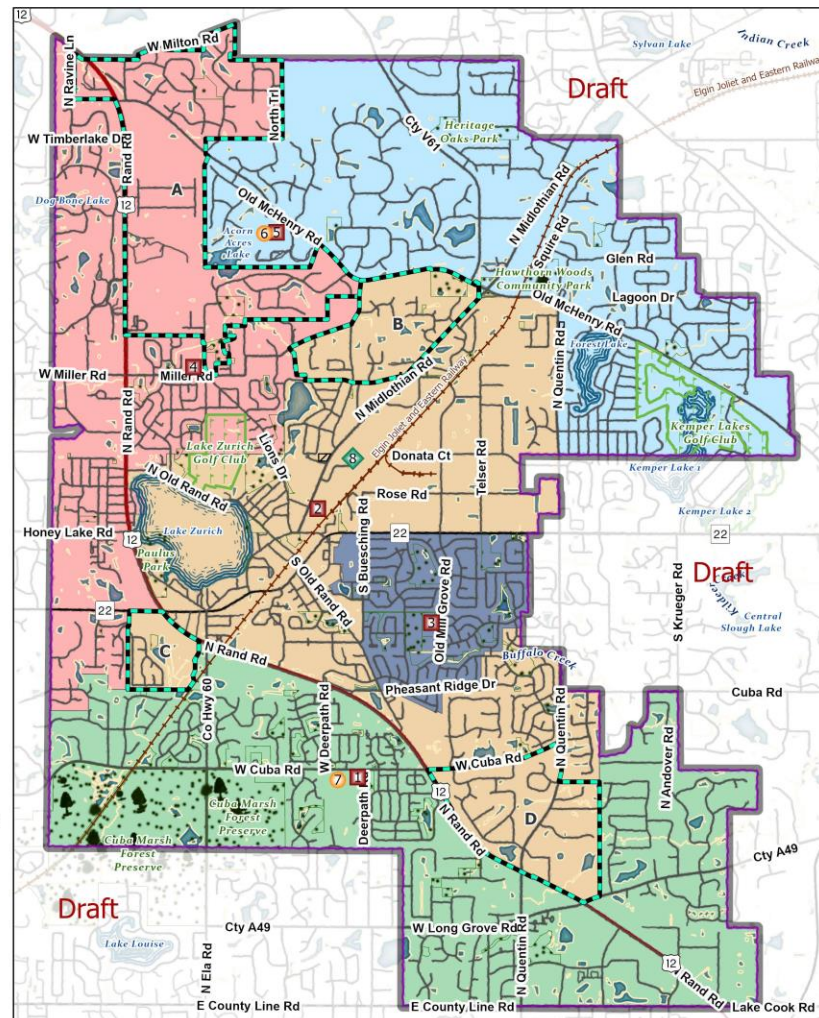 12
W Milton Rd
N Ravine Ln
Sylvan Lake
Indian Creek
Draft
Elgin Joliet and Eastern Railway
North Trl
Cty V61
Heritage
Oaks Park
W Timberlake Dr
Rand Rd
A
Dog Bone Lake
12
Old McHenry Rd
N Midlothian Rd
Squire Rd
6
5
Acorn
Acres
Lake
Glen Rd
Hawthorn Woods
Community Park
Lagoon Dr
Old McHenry Rd
B
N Quentin Rd
Forest Lake
4
W Miller Rd
Miller Rd
N Midlothian Rd
Elgin Joliet and Eastern Railway
N Rand Rd
Lake Zurich
Golf Club
Lions Dr
Kemper Lakes
Golf Club
8
Donata Ct
Telser Rd
Kemper Lake 1
N Old Rand Rd
Rose Rd
2
Kemper Lake 2
Honey Lake Rd
Lake Zurich
12
Paulus
Park
S Buesching Rd
22
22
S Old Rand Rd
Old Mill Grove Rd
S Krueger Rd
Draft
Central
Slough Lake
22
3
C
N Rand Rd
Buffalo Creek
Pheasant Ridge Dr
Cuba Rd
Co Hwy 60
W Deerpath Rd
N Quentin Rd
N Andover Rd
W Cuba Rd
W Cuba Rd
7
1
Deerpath Rd
12
Cuba Marsh
Forest
Preserve
Cuba Marsh
Forest
Preserve
N Rand Rd
D
Cty A49
Draft
Cty A49
W Long Grove Rd
Lake Louise
N Ela Rd
N Quentin Rd
12
N Rand Rd
E County Line Rd
E County Line Rd
Lake Cook Rd